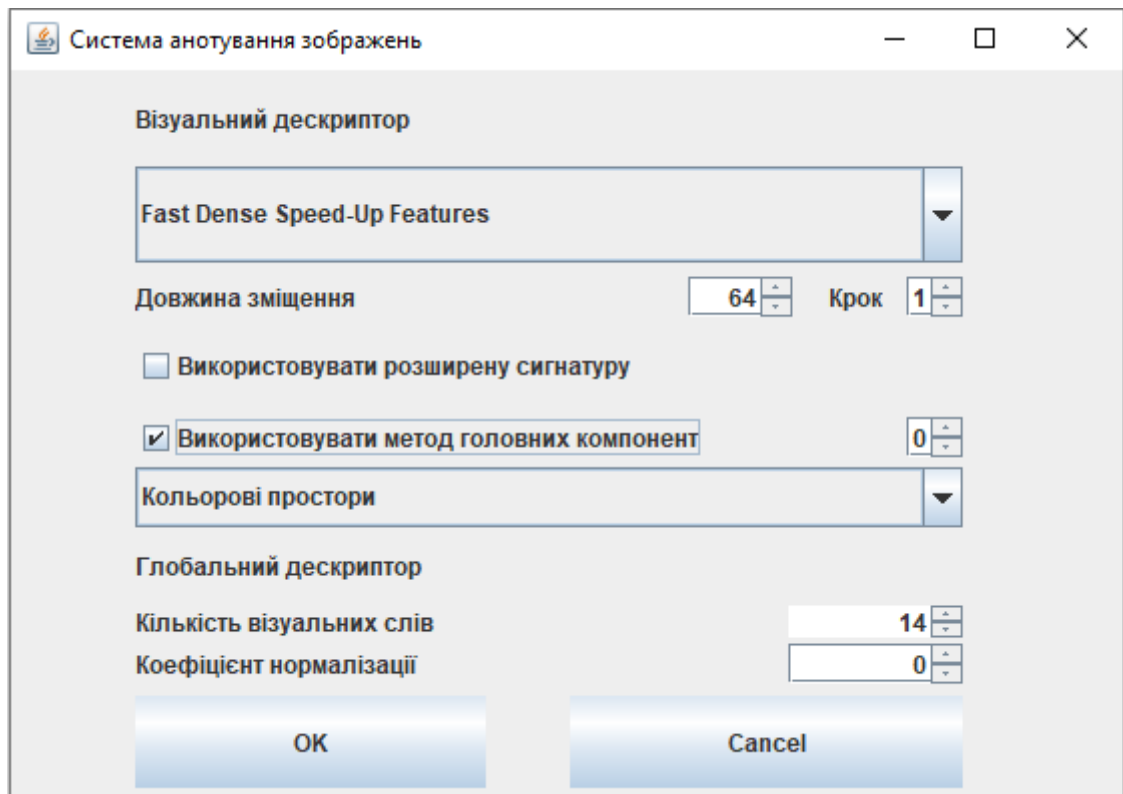 Система анотування зображень
Візуальний дескриптор
Fast Dense Speed-Up Features
Довжина зміщення 64 Крок 1
Використовувати розширену сигнатуру
Використовувати метод головних компонент 0
Кольорові простори
Глобальний дескриптор
Кількість візуальних слів 14
Коефіцієнт нормалізації 0
OK Cancel